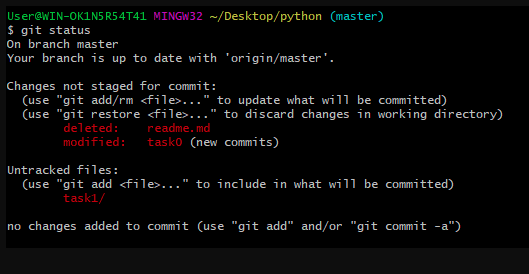 User@WIN-OK1N5R54T41 MINGW32 ~/Desktop/python (master)
$ git status
On branch master
Your branch is up to date with 'origin/master'.

Changes not staged for commit:
  (use "git add/rm <file>..." to update what will be committed)
  (use "git restore <file>..." to discard changes in working directory)
        deleted:    readme.md
        modified:   task0 (new commits)

Untracked files:
  (use "git add <file>..." to include in what will be committed)
        task1/

no changes added to commit (use "git add" and/or "git commit -a")